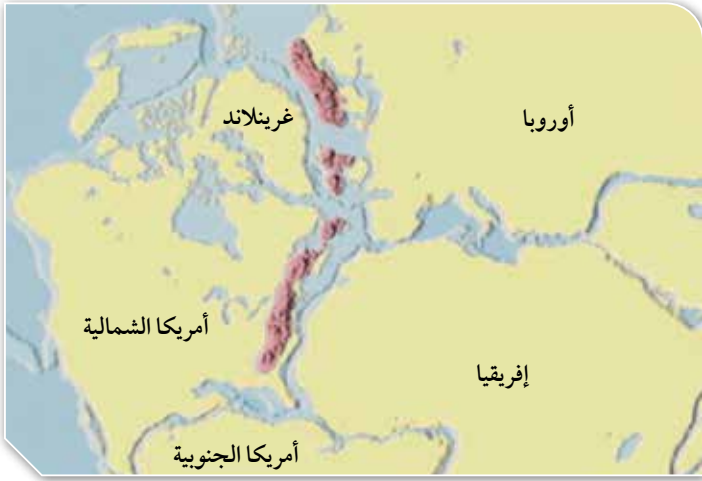 أوروبا
غرينلاند
أمريكا الشمالية
إفريقيا
أمريكا الجنوبية